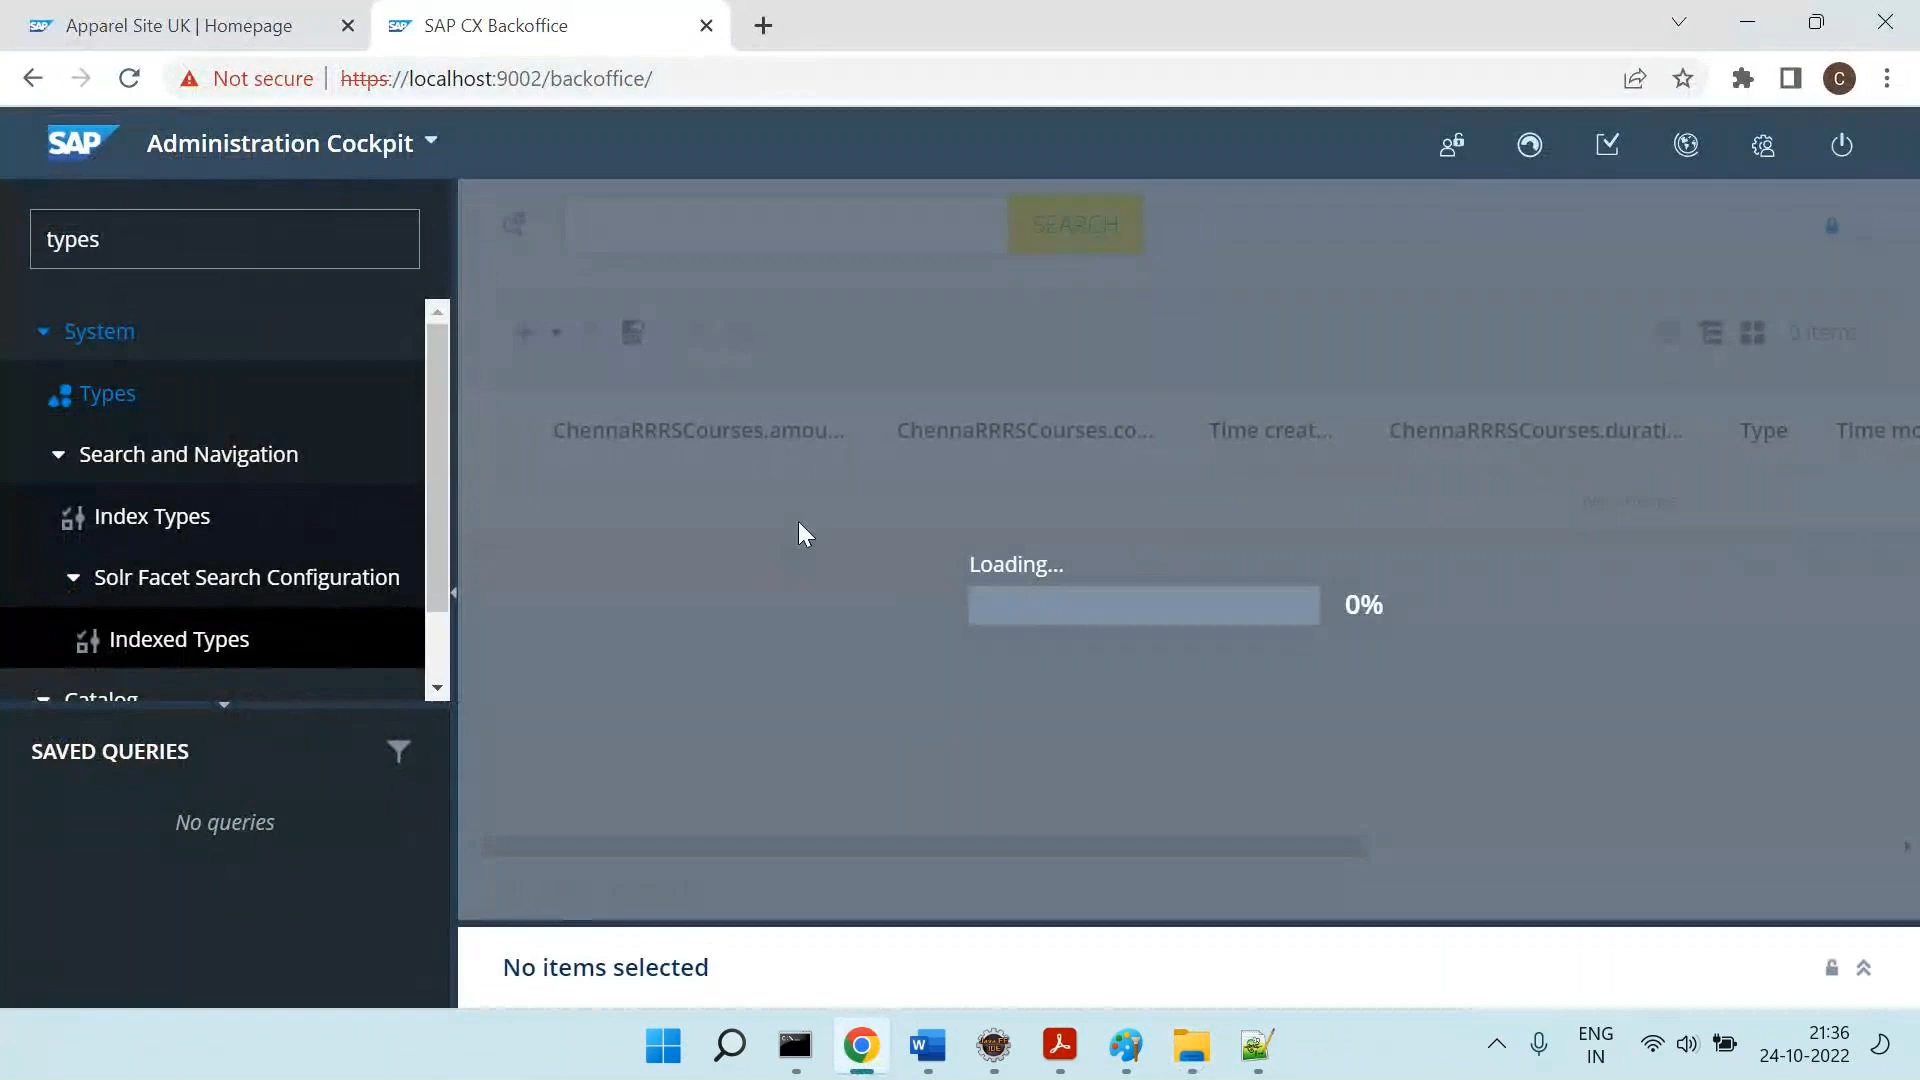 Apparel Site UK | Homepage
SAP CX Backoffice
Not secure
https://localhost:9002/backoffice/
C
SAP
Administration Cockpit
types
SEARCH
System
Types
0 items
ChennaRRRSCourses.amou...
ChennaRRRSCourses.co...
Time creat...
ChennaRRRSCourses.durati...
Type
Time mo
Search and Navigation
Index Types
Loading...
0%
Solr Facet Search Configuration
Indexed Types
Catalog
SAVED QUERIES
No queries
No items selected
ENG
IN
21:36
24-10-2022